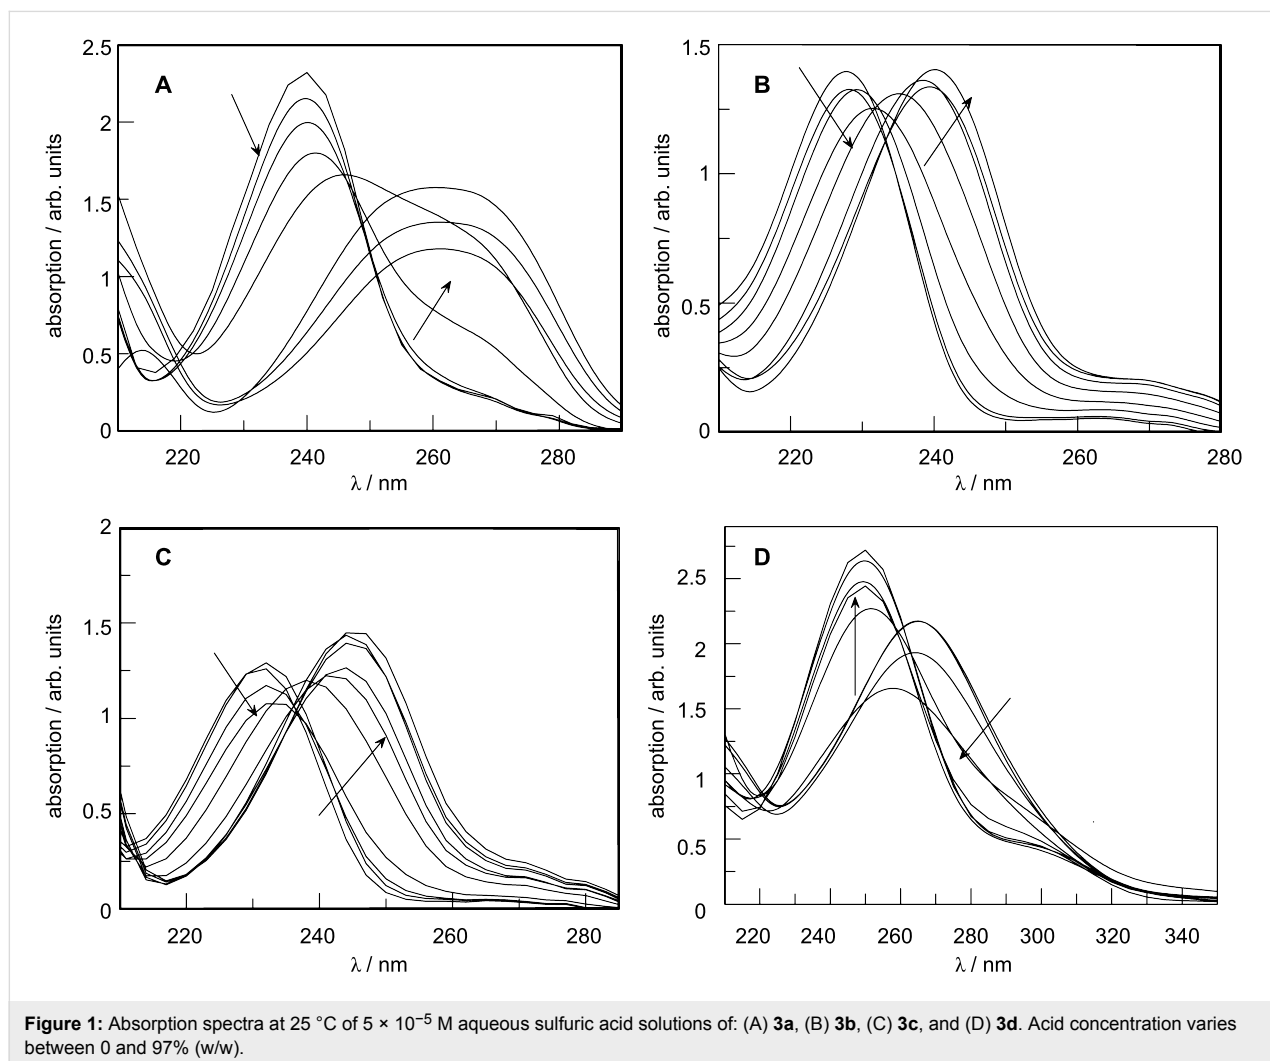 A
absorption / arb. units
2.5
2
1.5
1
0.5
0
220 240 260 280
λ / nm
B
absorption / arb. units
1.5
1
0.5
0
220 240 260 280
λ / nm
C
absorption / arb. units
2
1.5
1
0.5
0
220 240 260 280
λ / nm
D
absorption / arb. units
2.5
2
1.5
1
0.5
0
220 240 260 280 300 320 340
λ / nm
Figure 1: Absorption spectra at 25 °C of 5 × 10⁻⁵ M aqueous sulfuric acid solutions of: (A) 3a, (B) 3b, (C) 3c, and (D) 3d. Acid concentration varies
between 0 and 97% (w/w).